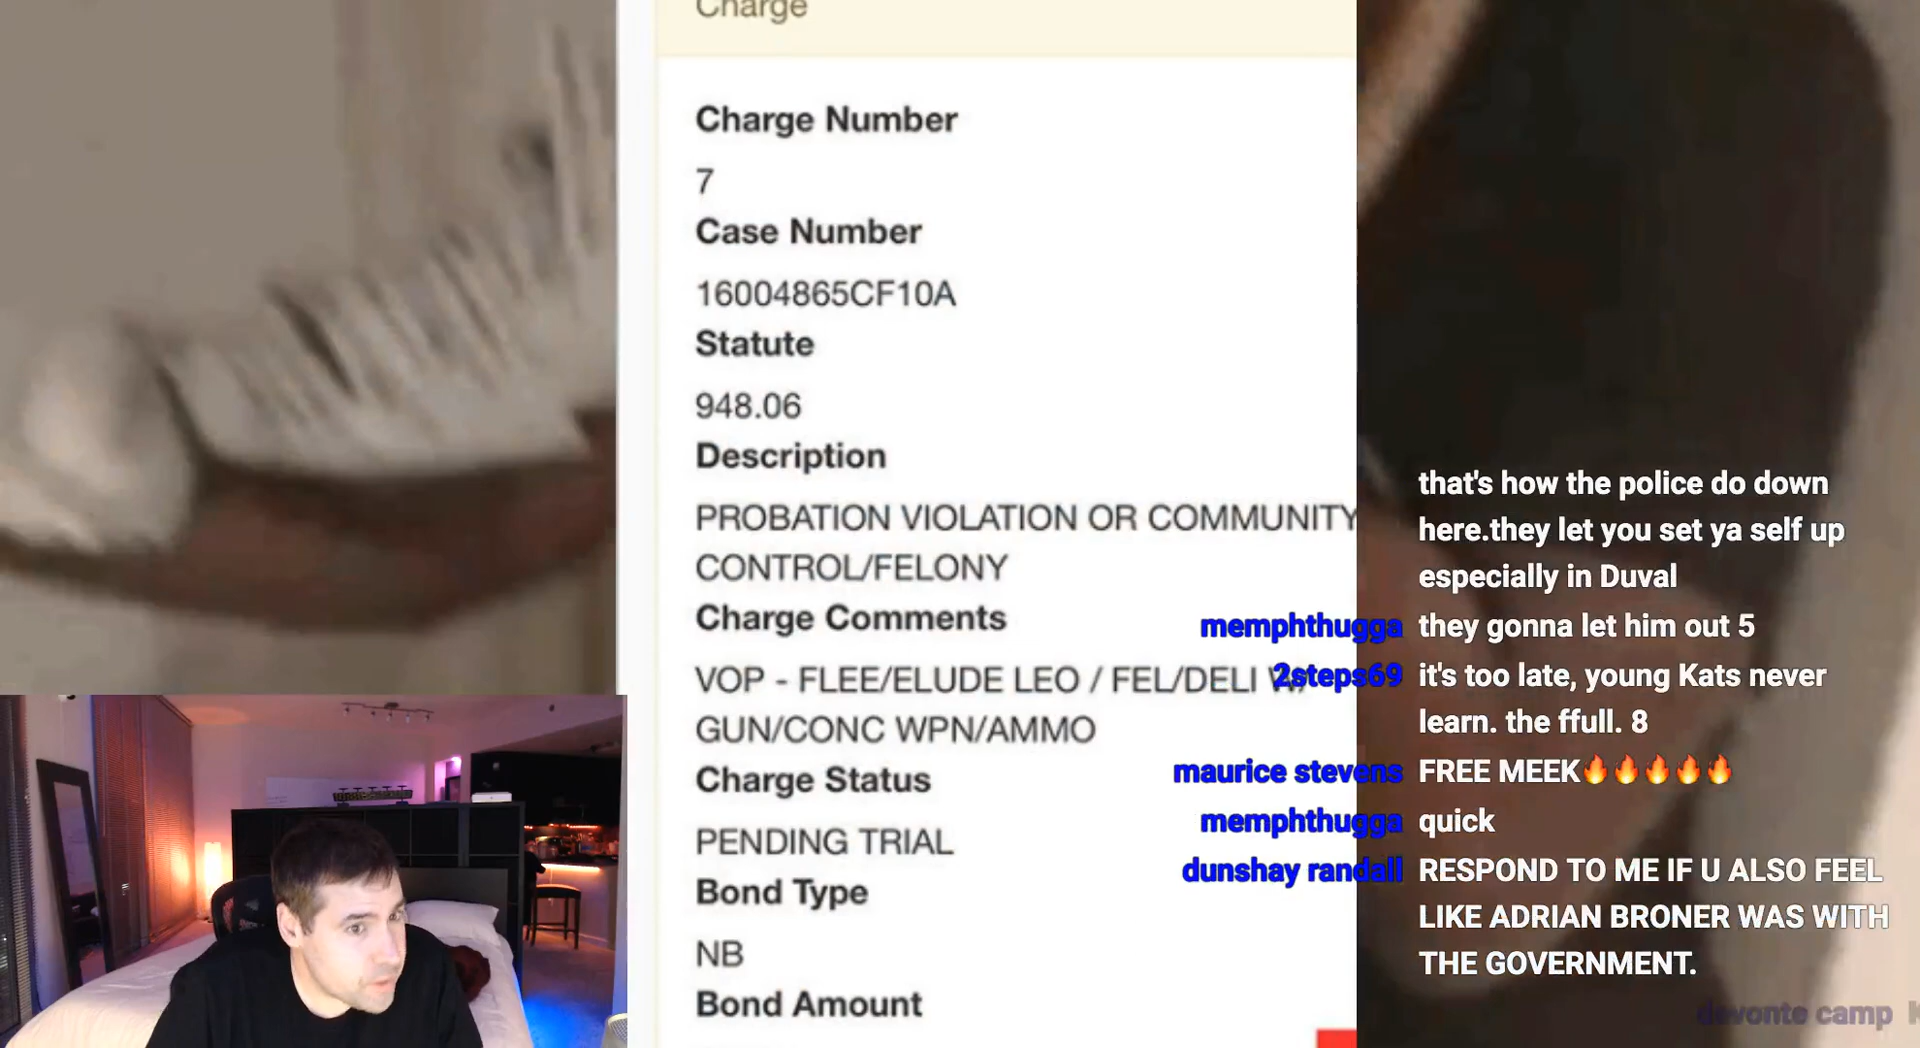 Charge
Charge Number
7
Case Number
16004865CF10A
Statute
948.06
Description
PROBATION VIOLATION OR COMMUNITY
CONTROL/FELONY
Charge Comments
VOP - FLEE/ELUDE LEO / FEL/DELI
GUN/CONC WPN/AMMO
Charge Status
PENDING TRIAL
Bond Type
NB
Bond Amount
that's how the police do down
here.they let you set ya self up
especially in Duval
memphthugga they gonna let him out 5
2steps69 it's too late, young Kats never
learn. the ffull. 8
maurice stevens FREE MEEK🔥🔥🔥🔥🔥
memphthugga quick
dunshay randall RESPOND TO ME IF U ALSO FEEL
LIKE ADRIAN BRONER WAS WITH
THE GOVERNMENT.
devonte camp